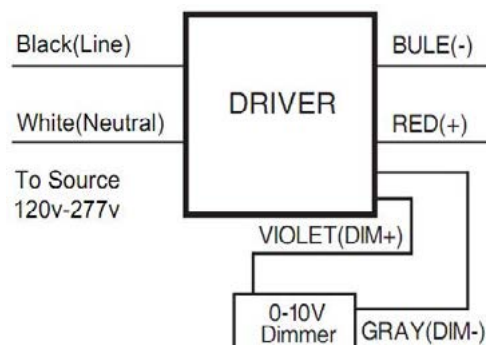 Black(Line)
BULE(-)
DRIVER
White(Neutral)
RED(+)
To Source
120v-277v
VIOLET(DIM+)
0-10V
Dimmer
GRAY(DIM-)